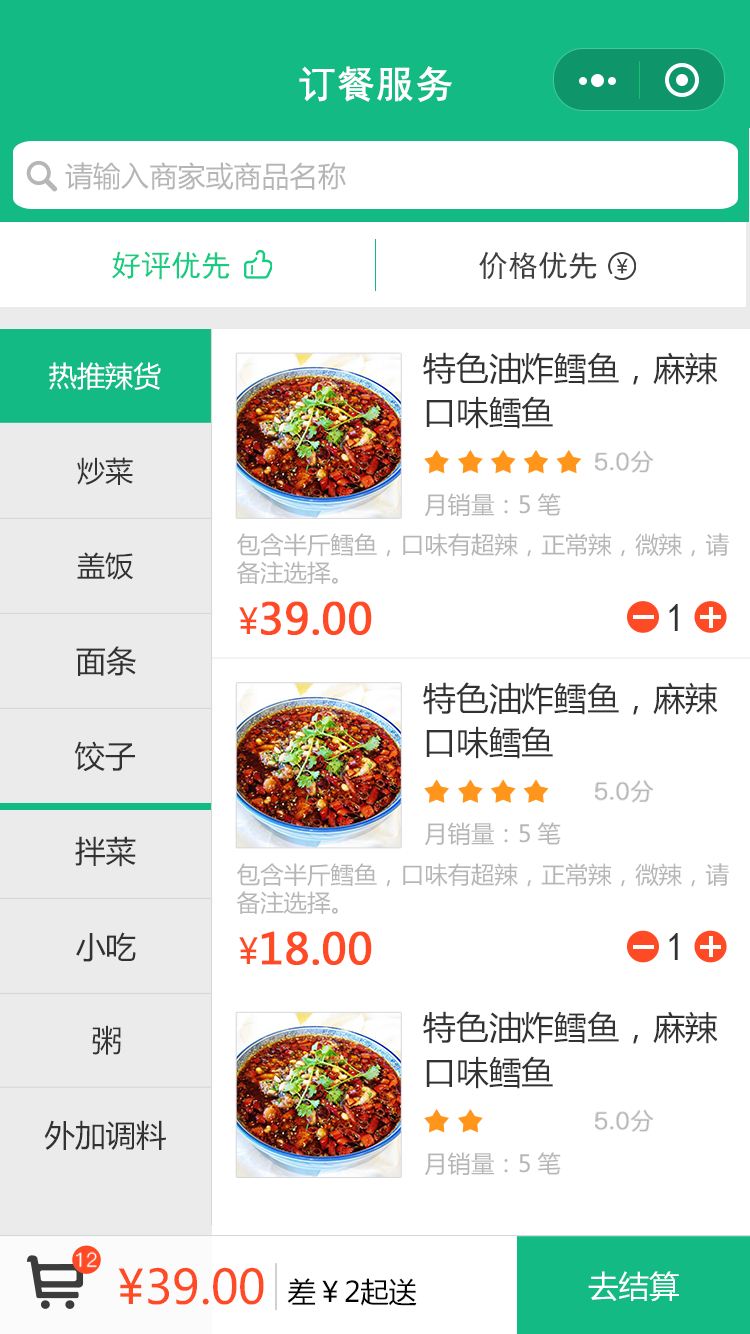 订餐服务
请输入商家或商品名称
好评优先
价格优先 ¥
热推辣货
炒菜
盖饭
面条
饺子
拌菜
小吃
粥
外加调料
特色油炸鳕鱼，麻辣
口味鳕鱼
5.0分
月销量：5 笔
包含半斤鳕鱼，口味有超辣，正常辣，微辣，请
备注选择。
¥39.00
1
特色油炸鳕鱼，麻辣
口味鳕鱼
5.0分
月销量：5 笔
包含半斤鳕鱼，口味有超辣，正常辣，微辣，请
备注选择。
¥18.00
1
特色油炸鳕鱼，麻辣
口味鳕鱼
5.0分
月销量：5 笔
12
¥39.00
差￥2起送
去结算